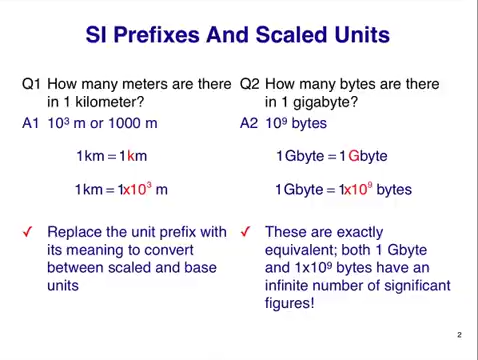 SI Prefixes And Scaled Units
Q1 How many meters are there
in 1 kilometer?
A1 10³ m or 1000 m
1km = 1km
1km = 1x10³ m
✓ Replace the unit prefix with
its meaning to convert
between scaled and base
units
Q2 How many bytes are there
in 1 gigabyte?
A2 10⁹ bytes
1Gbyte = 1Gbyte
1Gbyte = 1x10⁹ bytes
✓ These are exactly
equivalent; both 1 Gbyte
and 1x10⁹ bytes have an
infinite number of significant
figures!
2